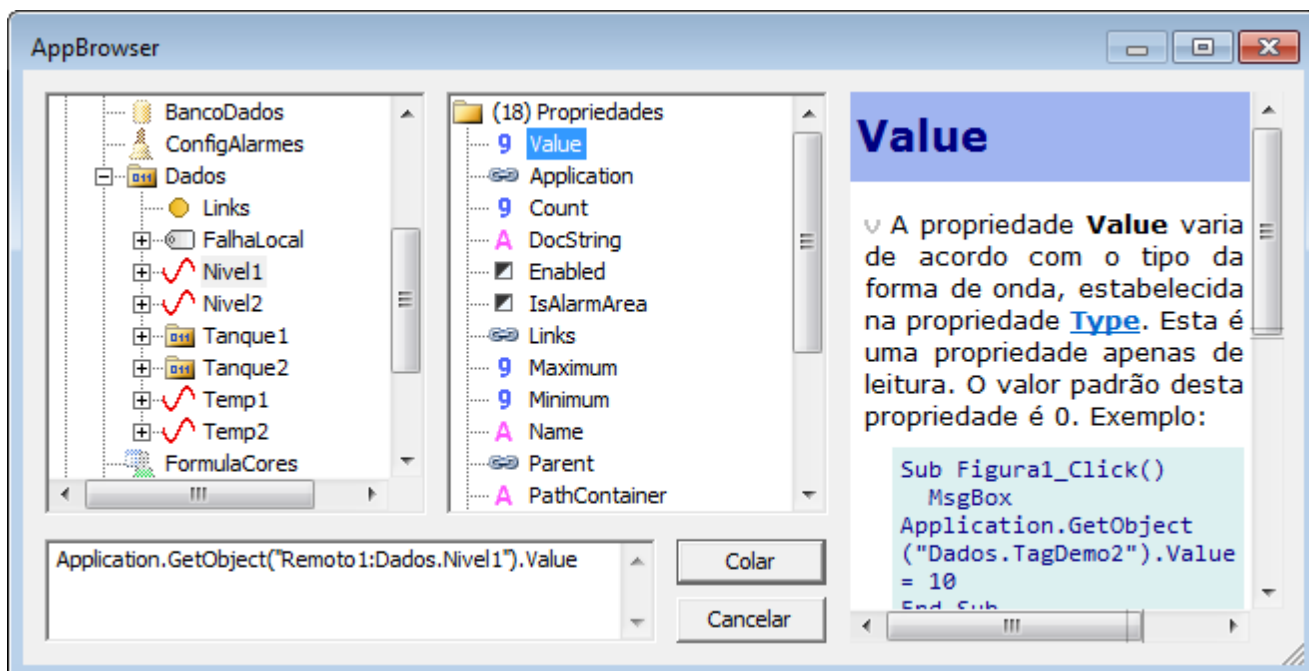 AppBrowser
BancoDados
ConfigAlarmes
Dados
Links
FalhaLocal
Nivel1
Nivel2
Tanque1
Tanque2
Temp1
Temp2
FormulaCores
(18) Propriedades
Value
Application
Count
DocString
Enabled
IsAlarmArea
Links
Maximum
Minimum
Name
Parent
PathContainer
Application.GetObject("Remoto1:Dados.Nivel1").Value
Colar
Cancelar
Value
A propriedade Value varia
de acordo com o tipo da
forma de onda, estabelecida
na propriedade Type. Esta é
uma propriedade apenas de
leitura. O valor padrão desta
propriedade é 0. Exemplo:
Sub Figura1_Click()
MsgBox
Application.GetObject
("Dados.TagDemo2").Value
= 10
End Sub